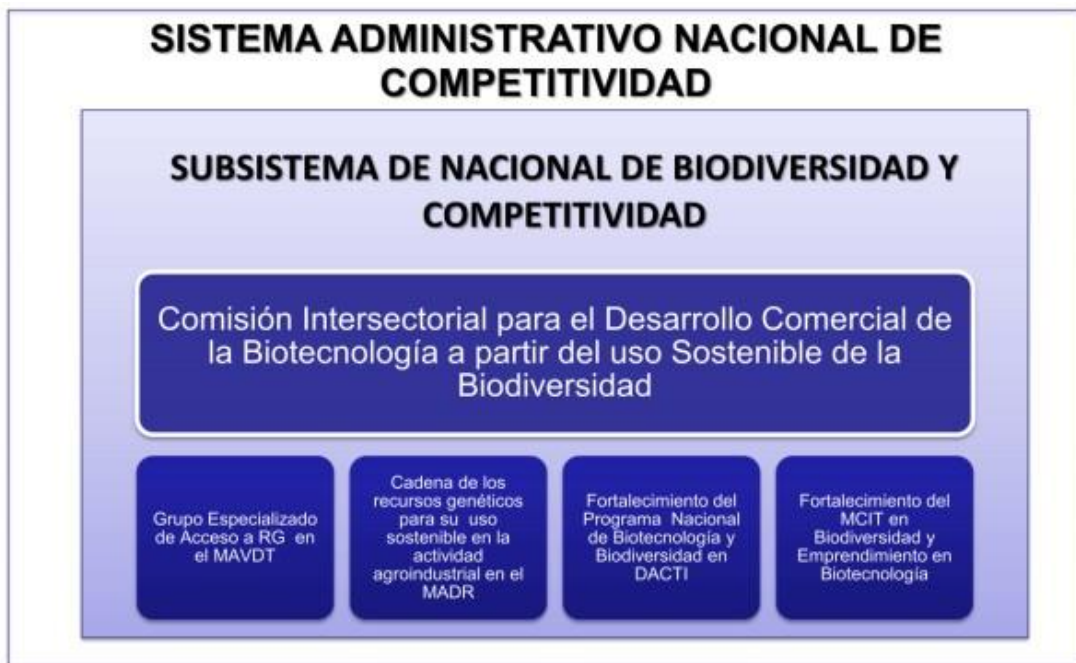 SISTEMA ADMINISTRATIVO NACIONAL DE
COMPETITIVIDAD
SUBSISTEMA DE NACIONAL DE BIODIVERSIDAD Y
COMPETITIVIDAD
Comisión Intersectorial para el Desarrollo Comercial de
la Biotecnología a partir del uso Sostenible de la
Biodiversidad
Grupo Especializado
de Acceso a RG en
el MAVDT
Cadena de los
recursos genéticos
para su uso
sostenible en la
actividad
agroindustrial en el
MADR
Fortalecimiento del
Programa Nacional
de Biotecnología y
Biodiversidad en
DACTI
Fortalecimiento del
MCIT en
Biodiversidad y
Emprendimiento en
Biotecnología